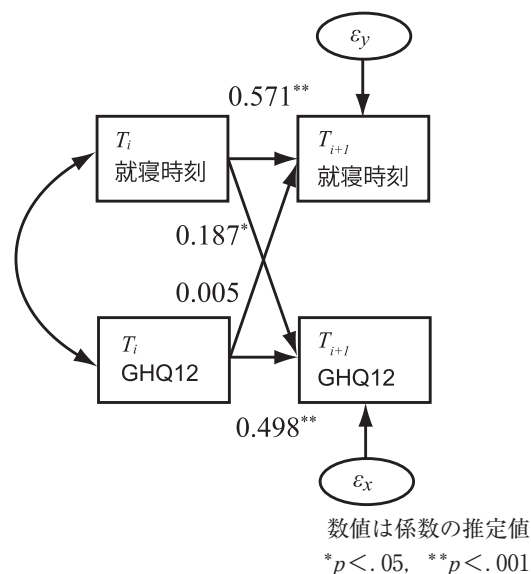 εy
0.571**
Ti
就寝時刻
Ti+1
就寝時刻
0.187*
0.005
Ti
GHQ12
Ti+1
GHQ12
0.498**
εx
数値は係数の推定値
*p<.05, **p<.001